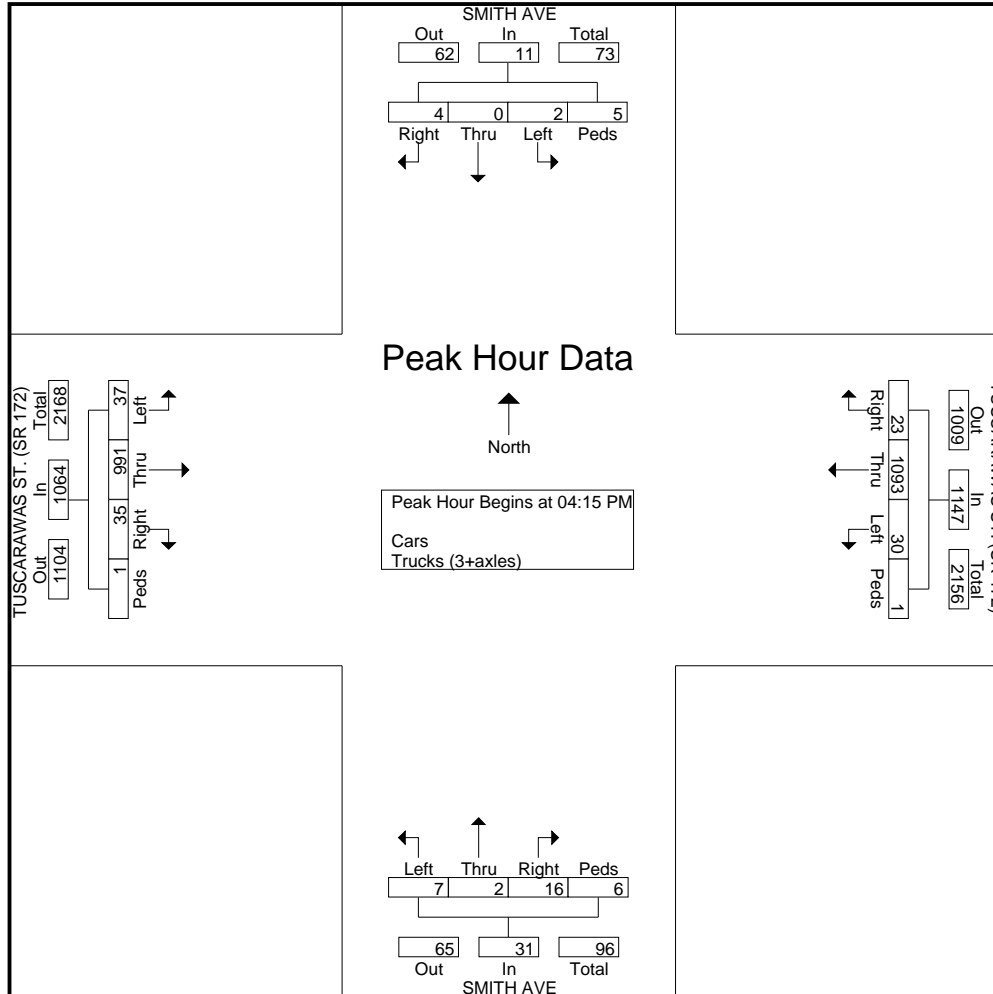 SMITH AVE
Out In Total
62 11 73
4 0 2 5
Right Thru Left Peds
Peak Hour Data
North
Peak Hour Begins at 04:15 PM
Cars
Trucks (3+axles)
TUSCARAWAS ST. (SR 172)
Out In Total
1104 1064 2168
37 991 35 1
Left Thru Right Peds
Out In Total
1009 1147 2156
23 1093 30 1
Right Thru Left Peds
Left Thru Right Peds
7 2 16 6
65 31 96
Out In Total
SMITH AVE